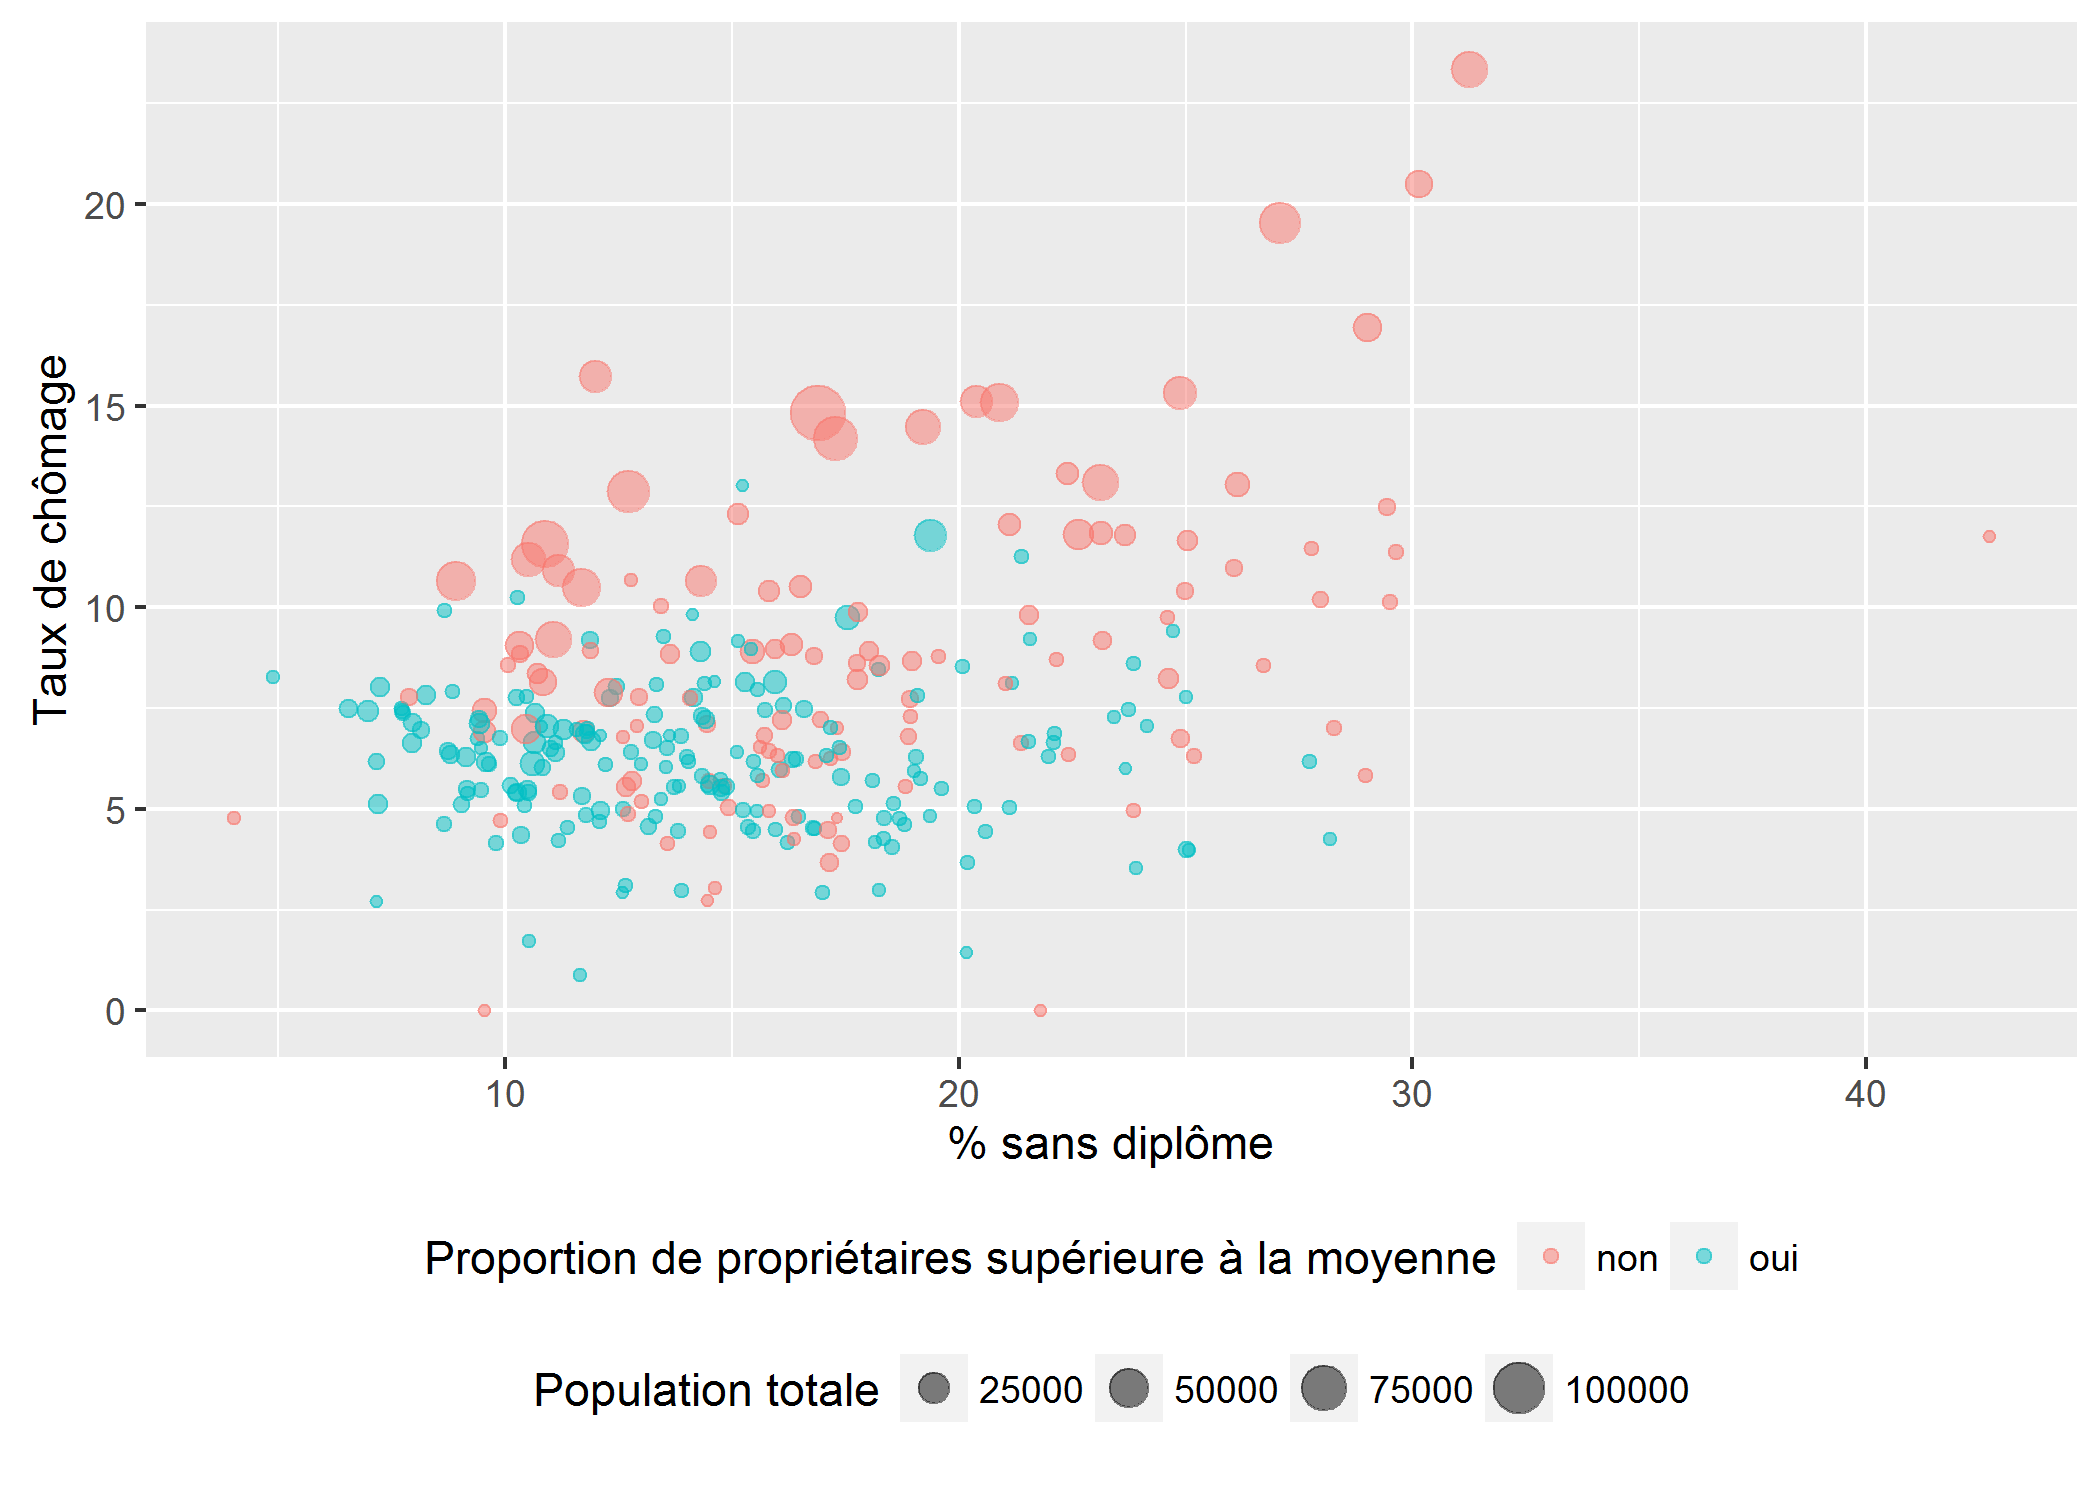 Taux de chômage
20
15
10
5
0
10 20 30 40
% sans diplôme
Proportion de propriétaires supérieure à la moyenne non oui
Population totale 25000 50000 75000 100000